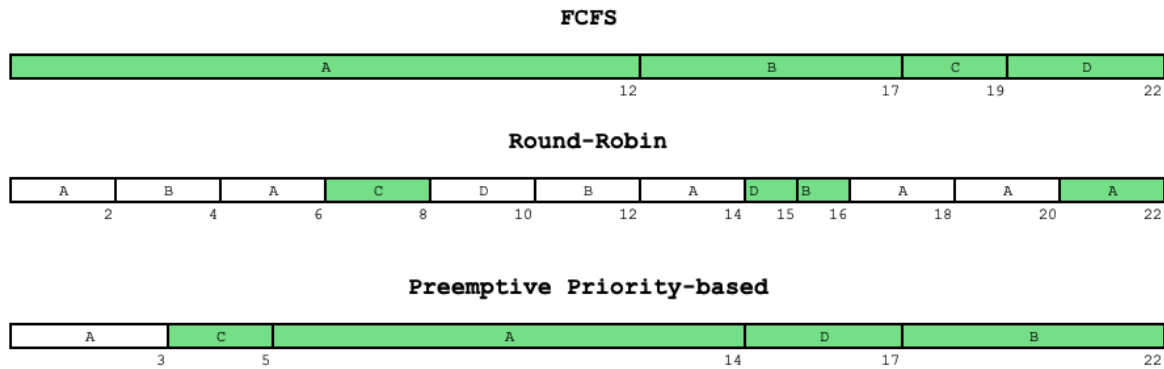 FCFS
A B C D
12 17 19 22
Round-Robin
A B A C D B A D B A A A
2 4 6 8 10 12 14 15 16 18 20 22
Preemptive Priority-based
A C A D B
3 5 14 17 22